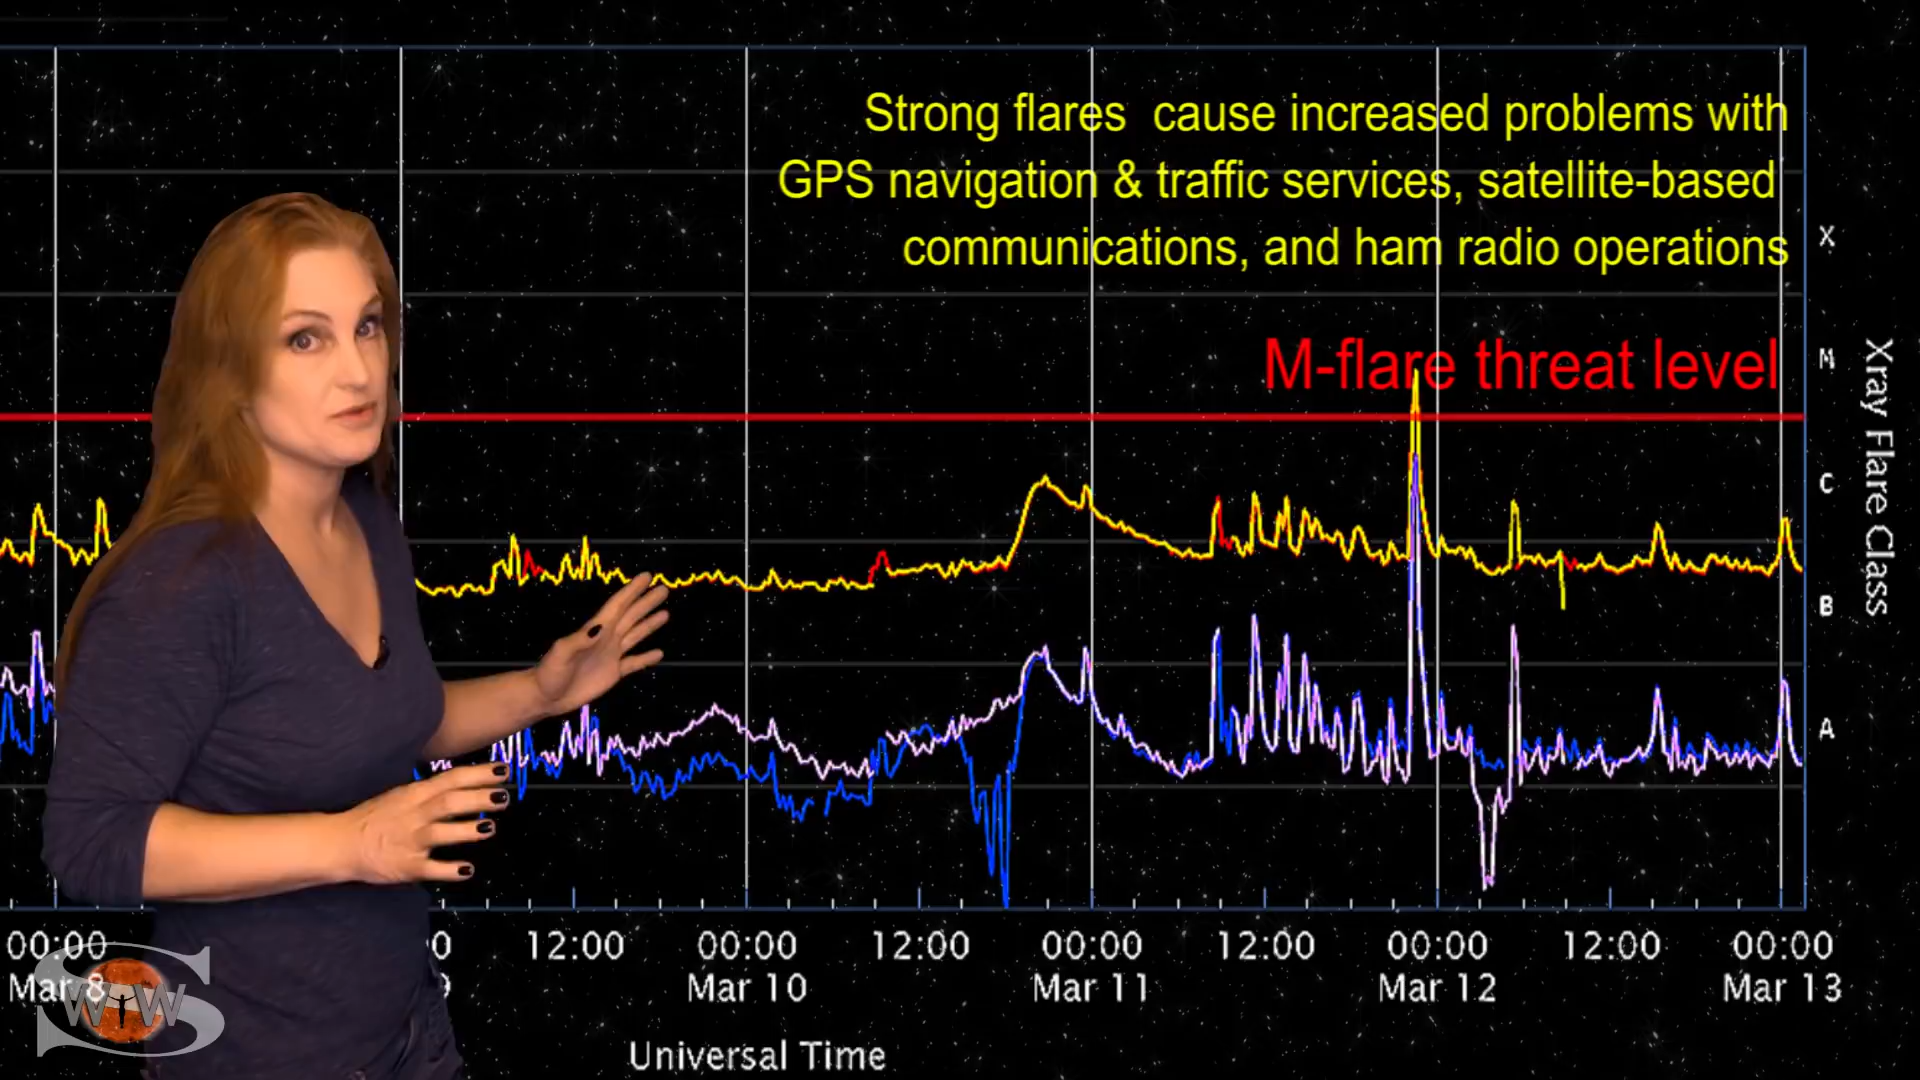 Strong flares cause increased problems with
GPS navigation & traffic services, satellite-based
communications, and ham radio operations
X
M-flare threat level
M
C
B
A
Xray Flare Class
00:00 12:00 00:00 12:00 00:00 12:00 00:00 12:00 00:00
Mar 8 Mar 10 Mar 11 Mar 12 Mar 13
Universal Time
SWTW